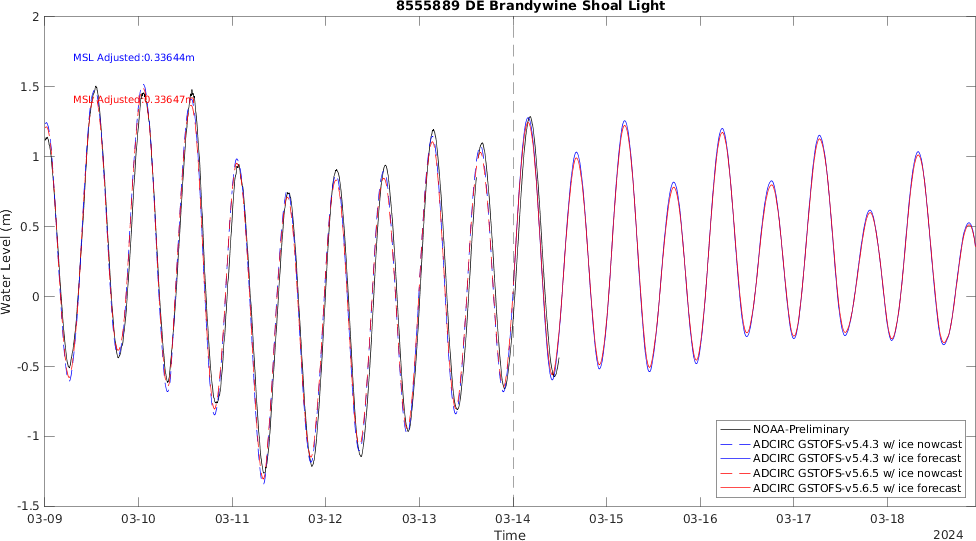 8555889 DE Brandywine Shoal Light
Water Level (m)
2
1.5
1
0.5
0
-0.5
-1
-1.5
MSL Adjusted:0.33644m
MSL Adjusted:0.33647m
NOAA-Preliminary
ADCIRC GSTOFS-v5.4.3 w/ ice nowcast
ADCIRC GSTOFS-v5.4.3 w/ ice forecast
ADCIRC GSTOFS-v5.6.5 w/ ice nowcast
ADCIRC GSTOFS-v5.6.5 w/ ice forecast
03-09 03-10 03-11 03-12 03-13 03-14 03-15 03-16 03-17 03-18
Time
2024